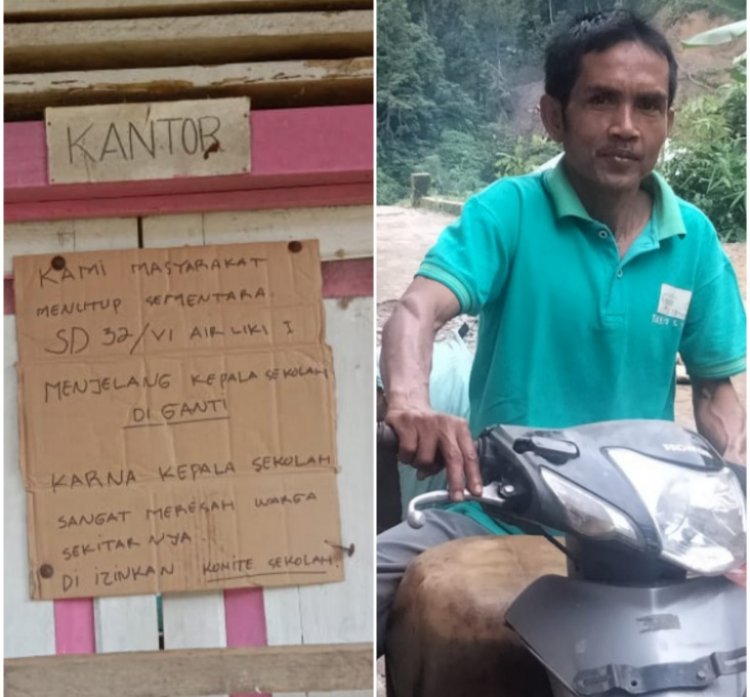 KANTOR
KAMI MASYARAKAT
MENUTUP SEMENTARA
SD 32/VI AIR LIKI I
MENJELANG KEPALA SEKOLAH
DI GANTI
KARNA KEPALA SEKOLAH
SANGAT MERESAH WARGA
SEKITAR NYA.
DI IZINKAN KOMITE SEKOLAH.
HONDA